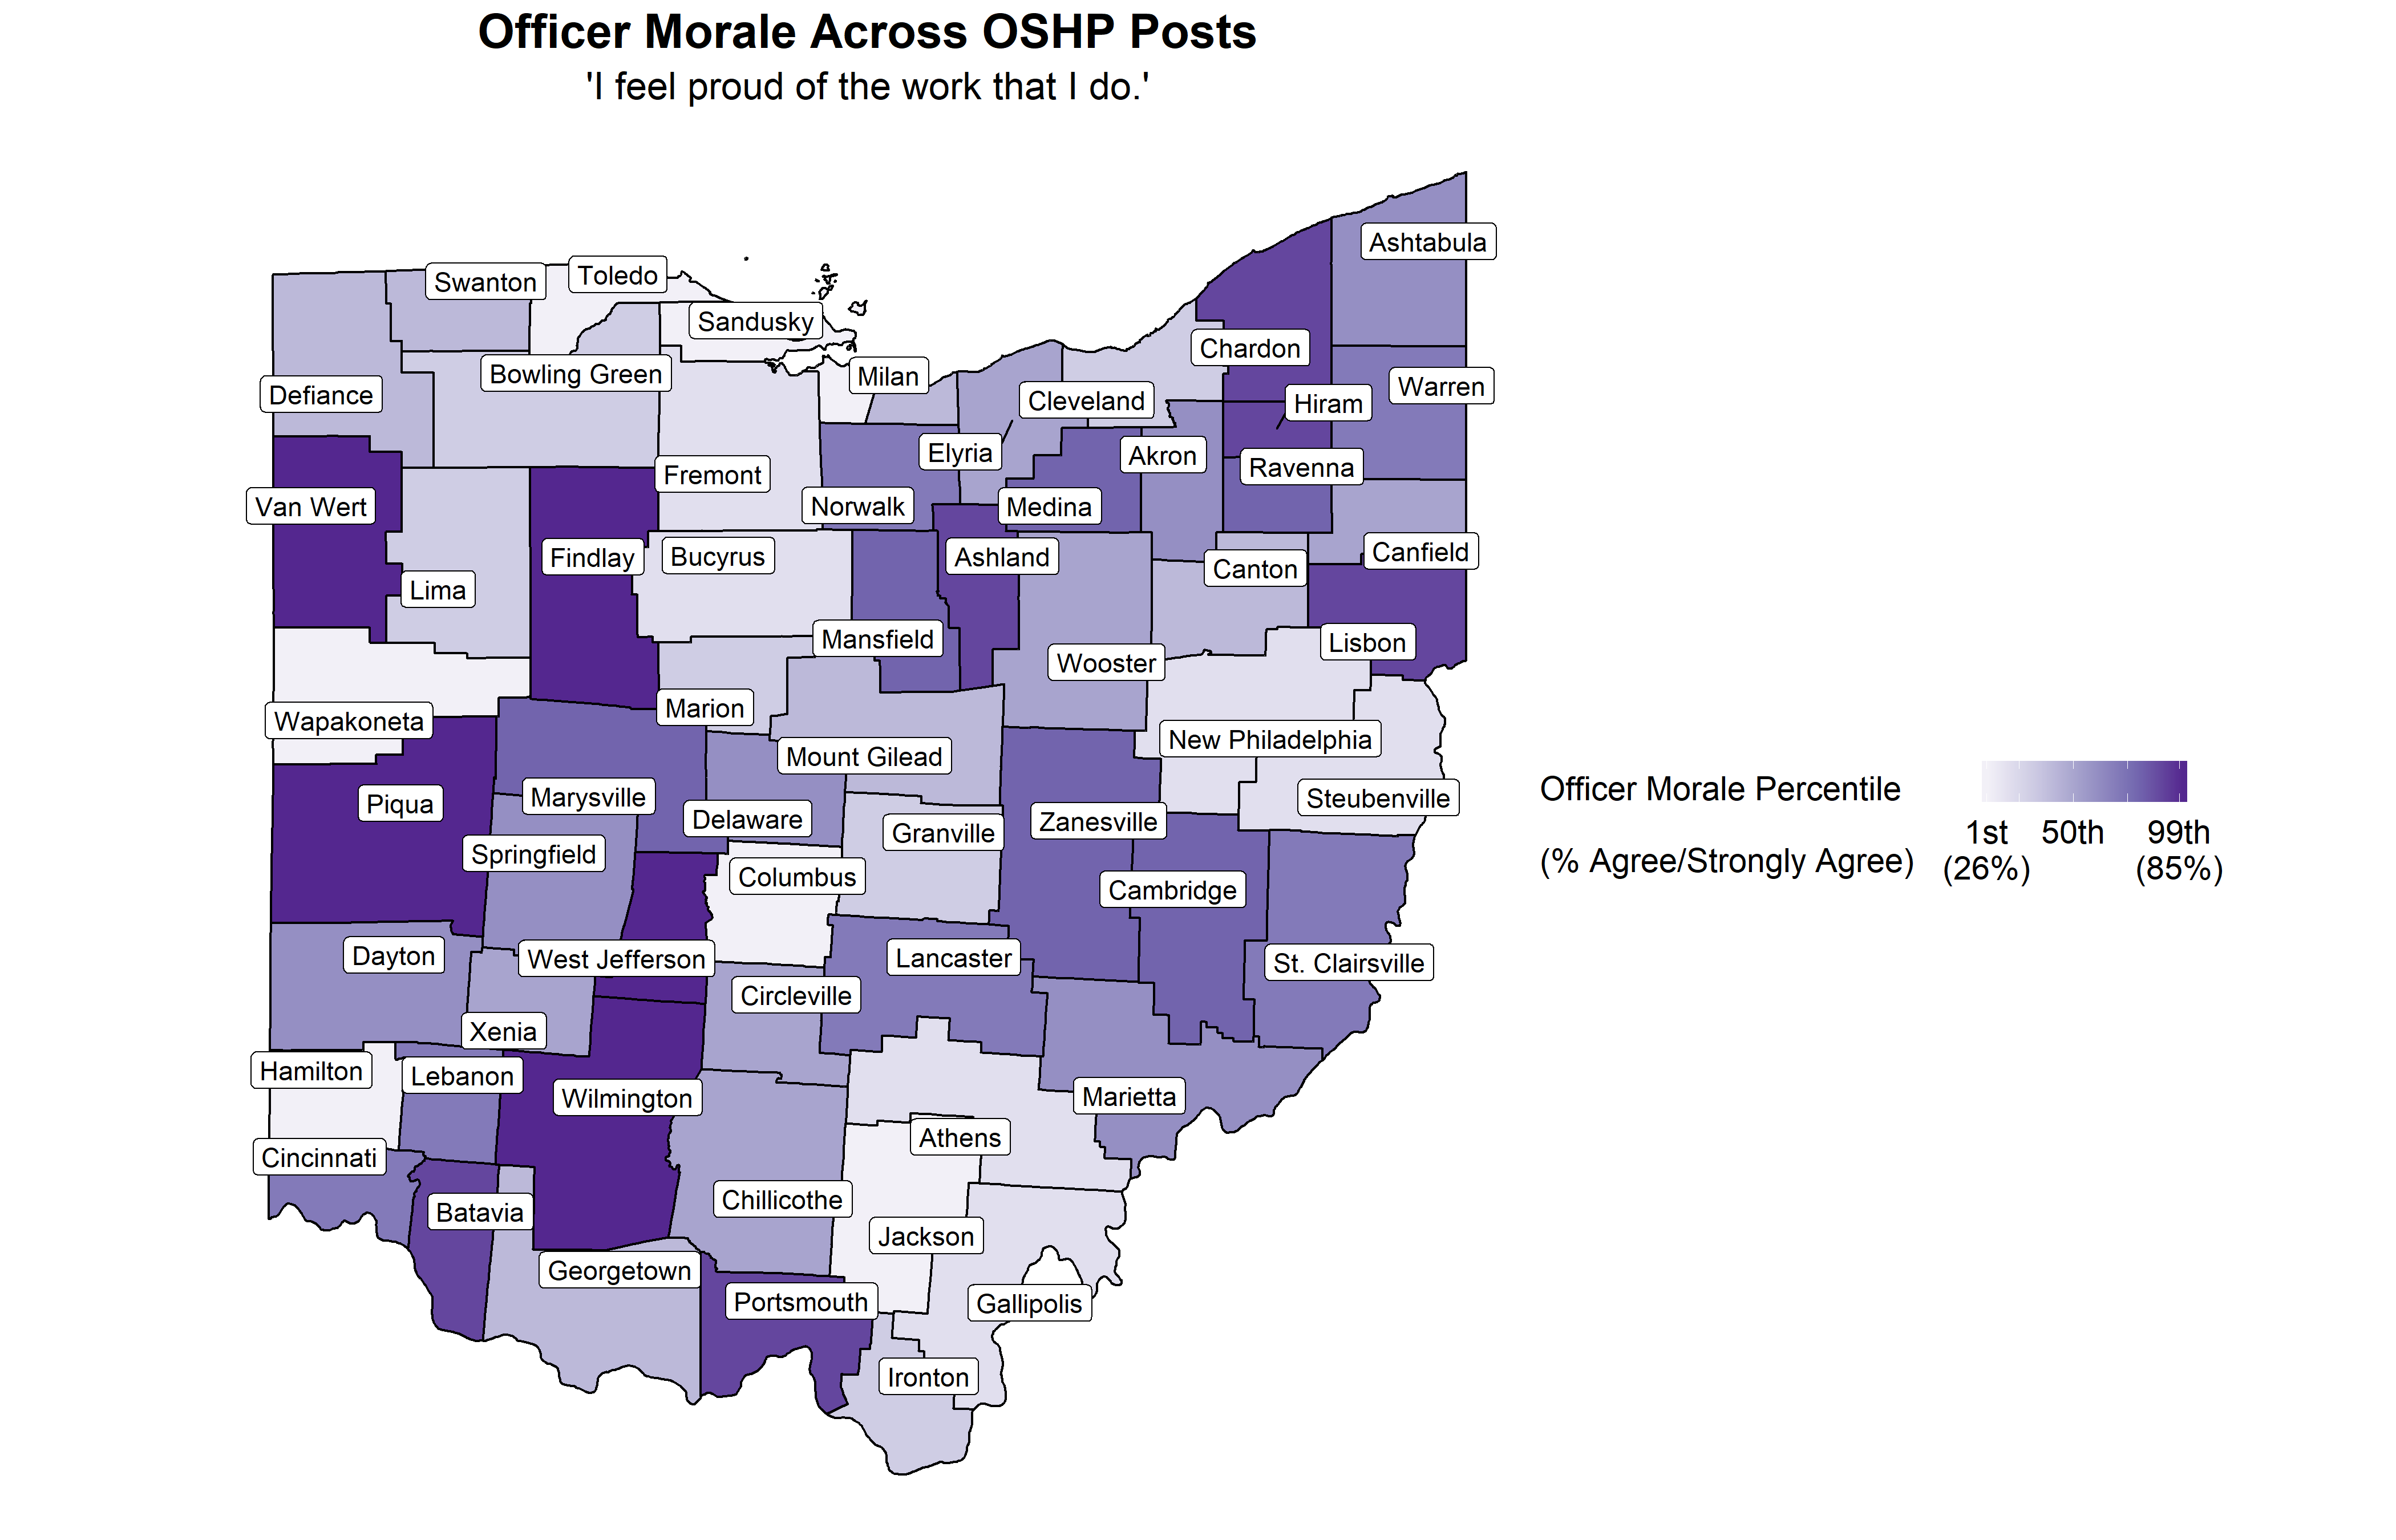 Officer Morale Across OSHP Posts
'I feel proud of the work that I do.'
Ashtabula
Toledo
Swanton
Sandusky
Chardon
Bowling Green
Milan
Warren
Defiance
Cleveland
Hiram
Elyria
Akron
Ravenna
Fremont
Van Wert
Norwalk
Medina
Canfield
Findlay
Bucyrus
Ashland
Canton
Lima
Mansfield
Lisbon
Wooster
Marion
Wapakoneta
New Philadelphia
Mount Gilead
Piqua
Marysville
Steubenville
Delaware
Zanesville
Granville
Springfield
Columbus
Cambridge
Dayton
West Jefferson
Lancaster
St. Clairsville
Circleville
Xenia
Hamilton
Lebanon
Wilmington
Marietta
Athens
Cincinnati
Chillicothe
Batavia
Jackson
Georgetown
Portsmouth
Gallipolis
Ironton
Officer Morale Percentile
(% Agree/Strongly Agree)
1st 50th 99th
(26%) (85%)